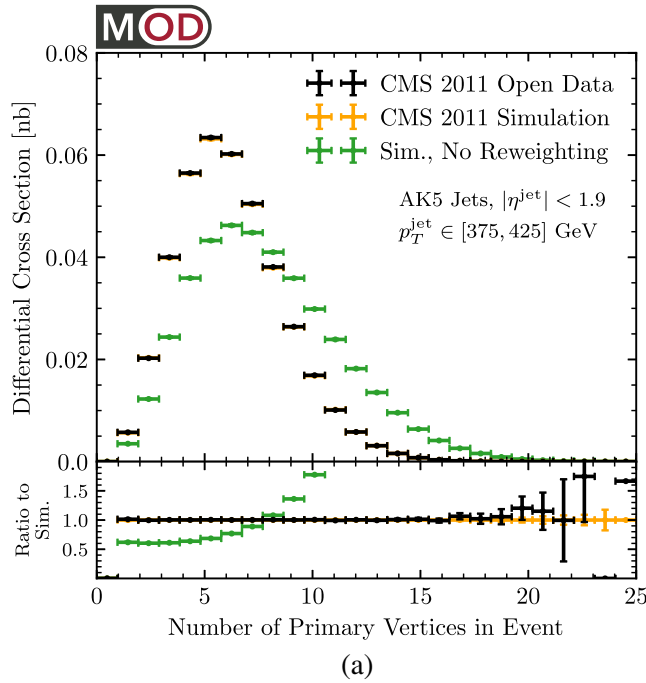 MOD
0.08
0.06
0.04
0.02
0.0
Differential Cross Section [nb]
CMS 2011 Open Data
CMS 2011 Simulation
Sim., No Reweighting
AK5 Jets, |η^jet| < 1.9
p_T^jet ∈ [375, 425] GeV
1.5
1.0
0.5
Ratio to
Sim.
0 5 10 15 20 25
Number of Primary Vertices in Event
(a)